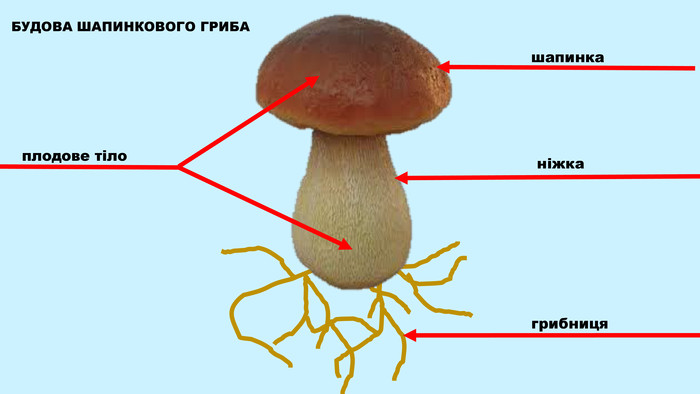 БУДОВА ШАПИНКОВОГО ГРИБА
шапинка
плодове тіло
ніжка
грибниця